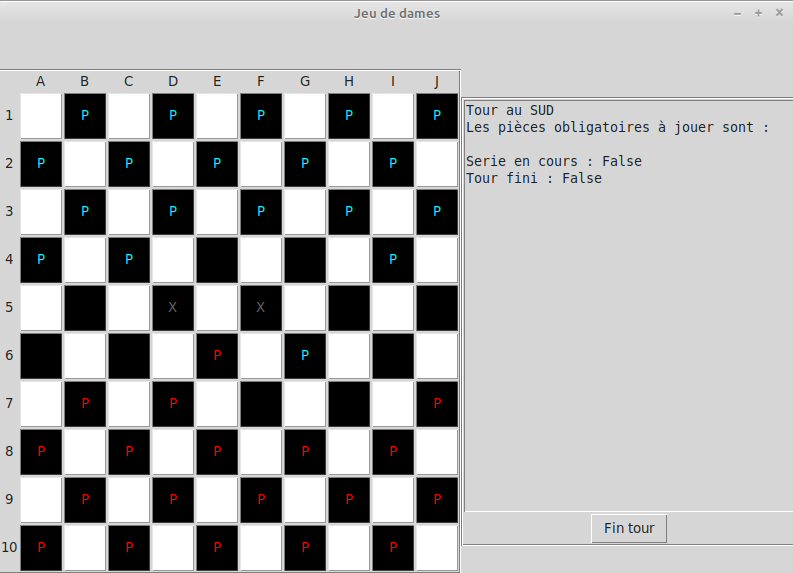 Jeu de dames
A B C D E F G H I J
1 P P P P P
2 P P P P P
3 P P P P P
4 P P P
5 X X
6 P P
7 P P P
8 P P P P P
9 P P P P P
10 P P P P P
Tour au SUD
Les pièces obligatoires à jouer sont :
Serie en cours : False
Tour fini : False
Fin tour